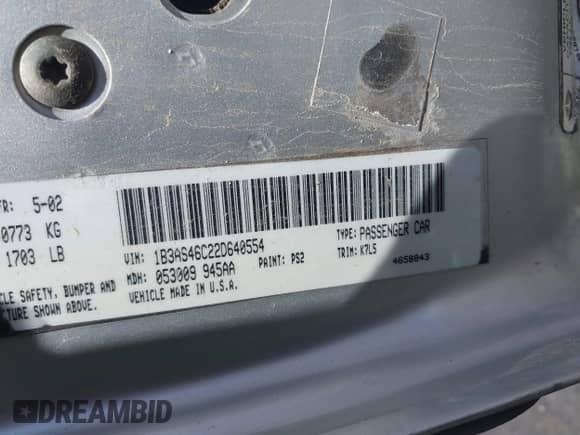 FR: 5-02
0773 KG
1703 LB
VIN: 1B3AS46C22D640554
TYPE: PASSENGER CAR
MDH: 053009 945AA
PAINT: PS2
TRIM: K7L5
4658043
CLE SAFETY, BUMPER AND
CTURE SHOWN ABOVE.
VEHICLE MADE IN U.S.A.
DREAMBID